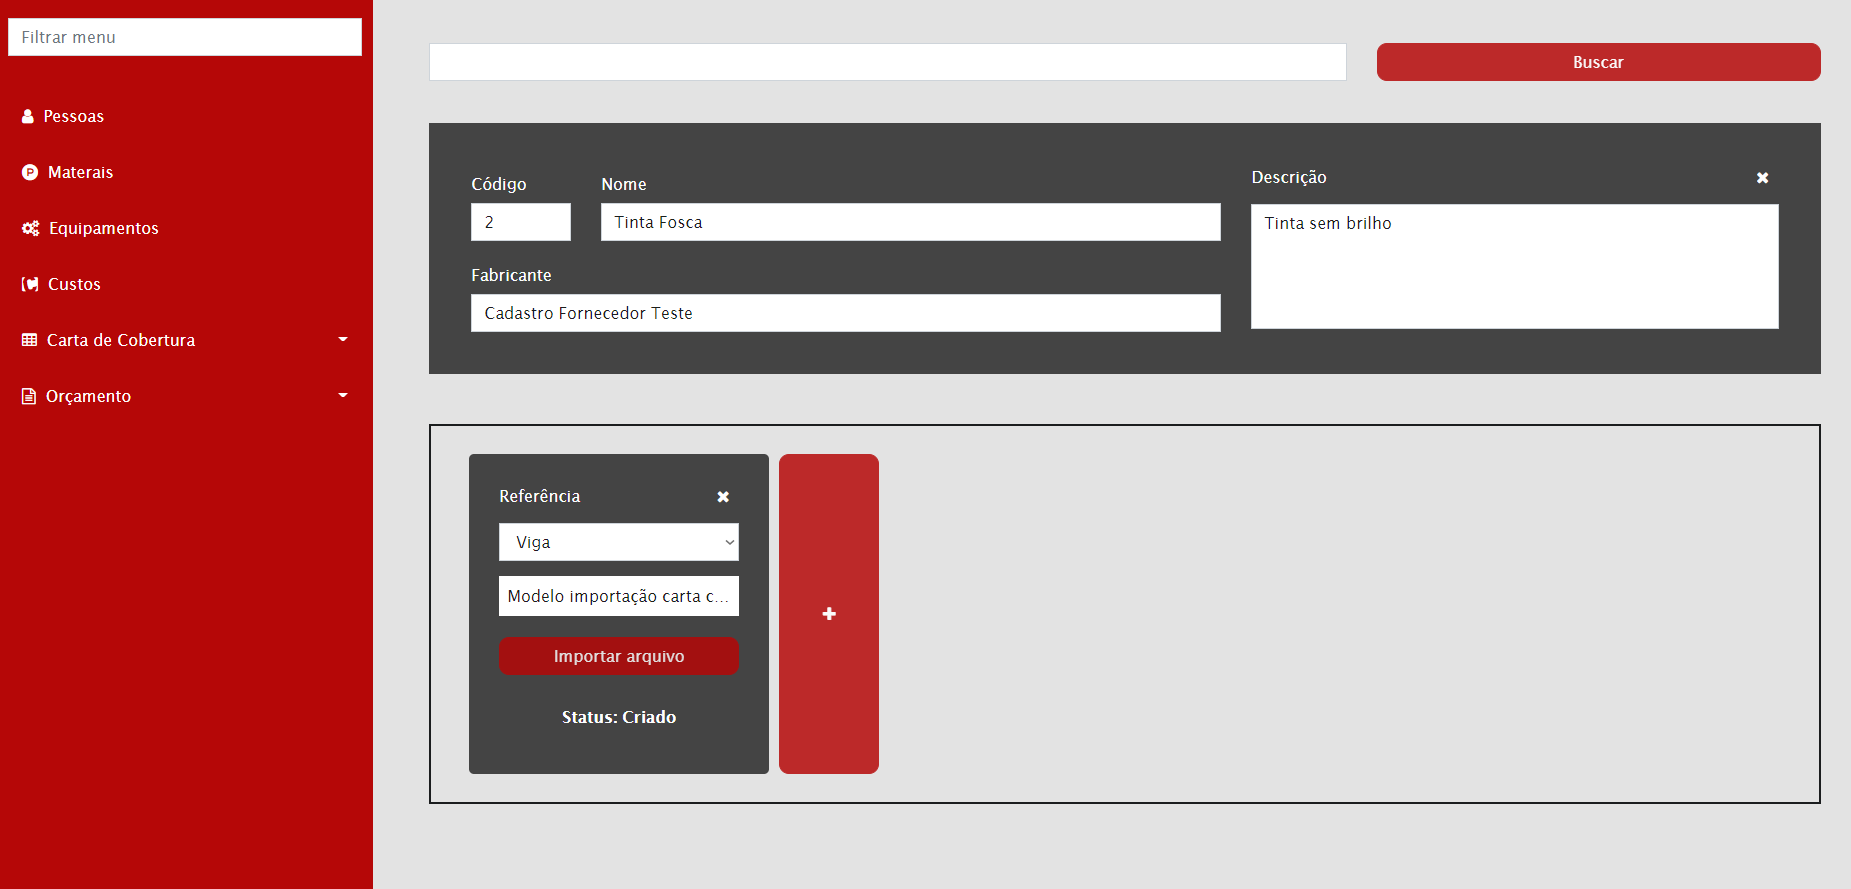 Filtrar menu
Pessoas
Materais
Equipamentos
Custos
Carta de Cobertura
Orçamento
Buscar
Código
Nome
Descrição
2
Tinta Fosca
Tinta sem brilho
Fabricante
Cadastro Fornecedor Teste
Referência
Viga
Modelo importação carta c...
Importar arquivo
Status: Criado